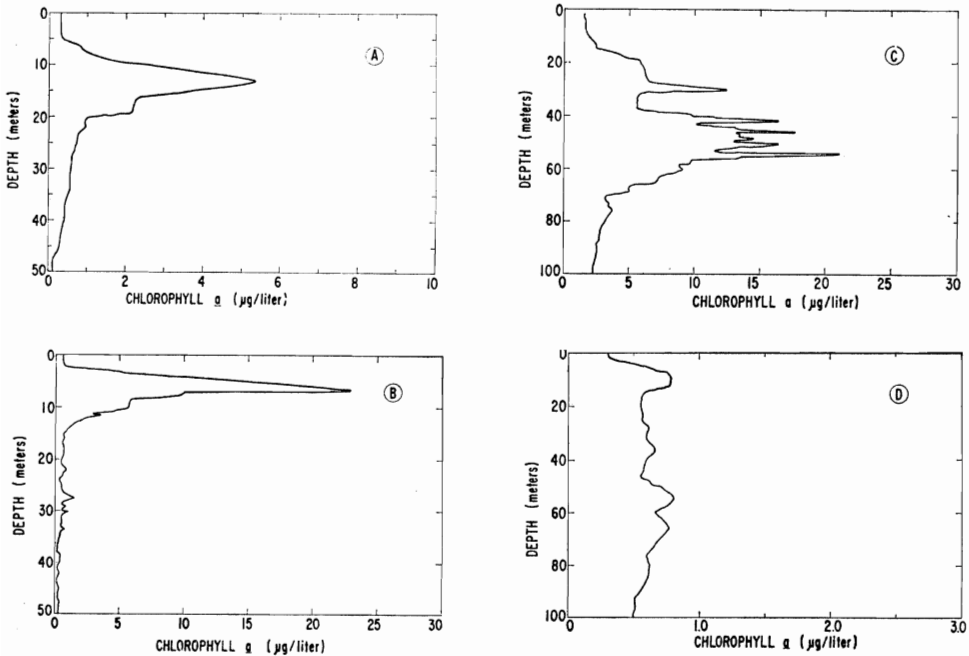 A
0
10
20
30
40
50
DEPTH (meters)
0 2 4 6 8 10
CHLOROPHYLL a (µg/liter)
C
0
20
40
60
80
100
DEPTH (meters)
0 5 10 15 20 25 30
CHLOROPHYLL a (µg/liter)
B
0
10
20
30
40
50
DEPTH (meters)
0 5 10 15 20 25 30
CHLOROPHYLL a (µg/liter)
D
0
20
40
60
80
100
DEPTH (meters)
0 1.0 2.0 3.0
CHLOROPHYLL a (µg/liter)